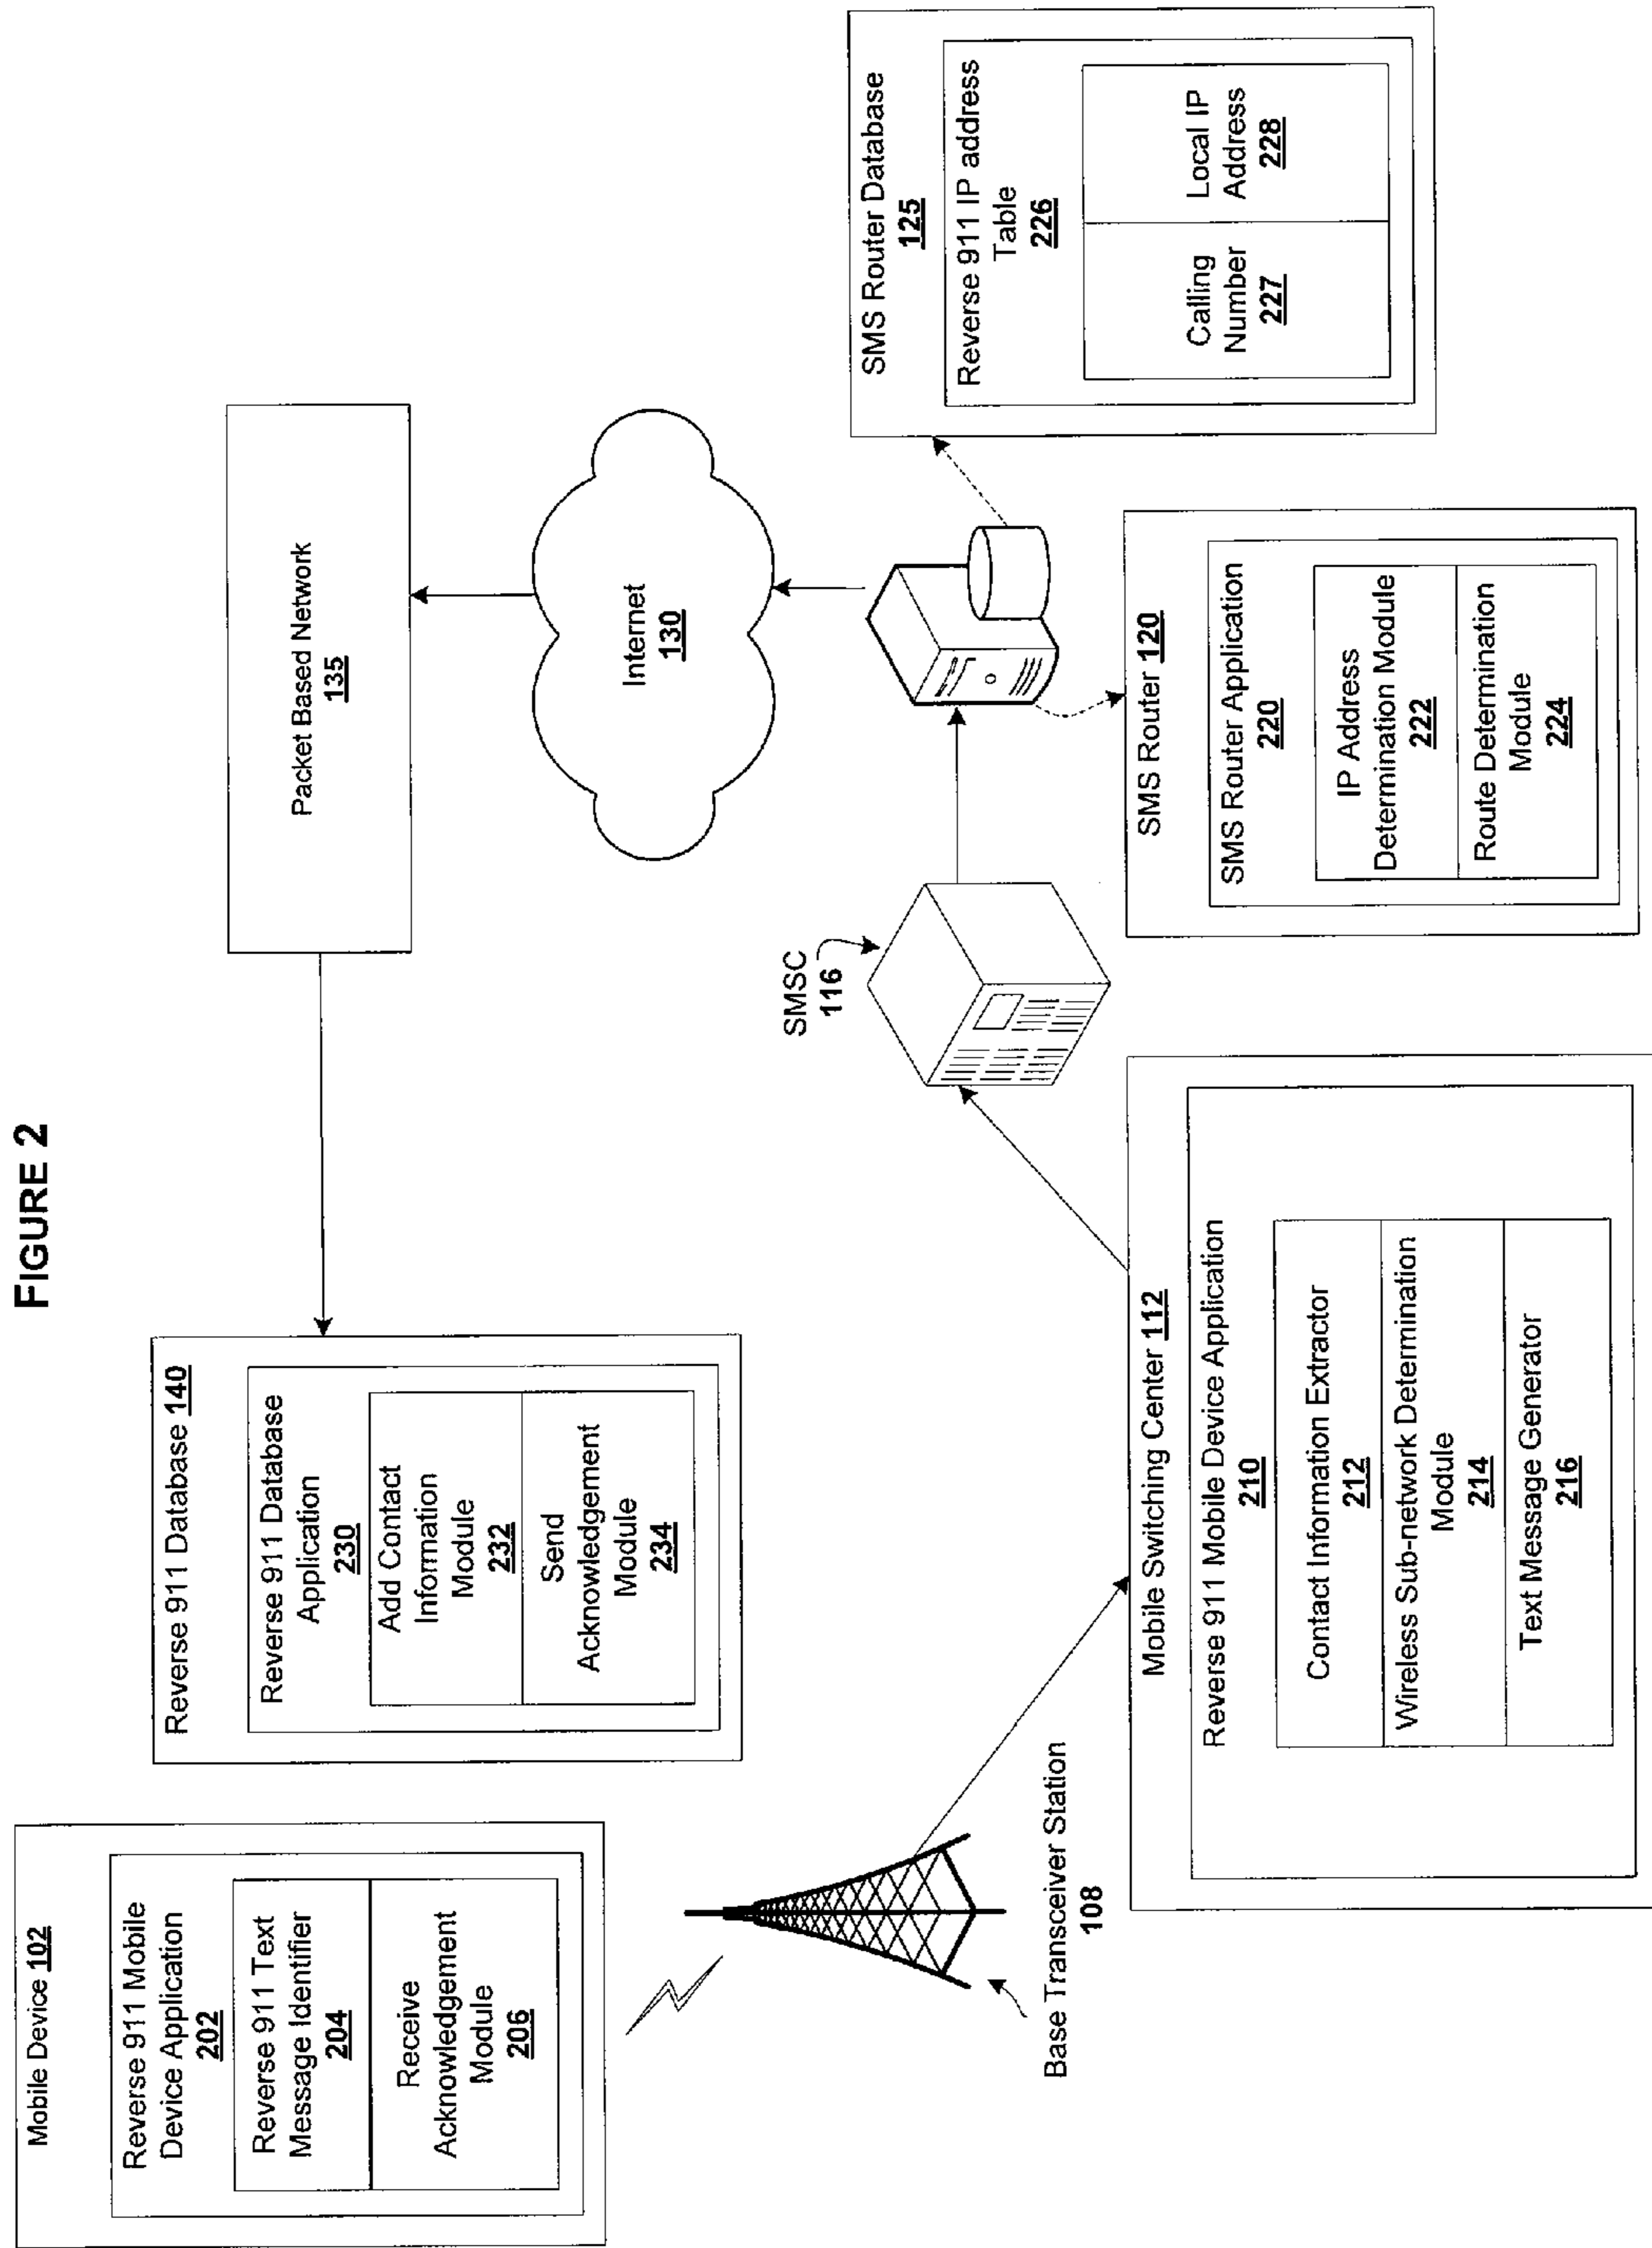 FIGURE 2
Mobile Device 102
Reverse 911 Mobile
Device Application
202
Reverse 911 Text
Message Identifier
204
Receive
Acknowledgement
Module
206
Reverse 911 Database 140
Reverse 911 Database
Application
230
Add Contact
Information
Module
232
Send
Acknowledgement
Module
234
Packet Based Network
135
Internet
130
Base Transceiver Station
108
Mobile Switching Center 112
Reverse 911 Mobile Device Application
210
Contact Information Extractor
212
Wireless Sub-network Determination
Module
214
Text Message Generator
216
SMSC
116
SMS Router 120
SMS Router Application
220
IP Address
Determination Module
222
Route Determination
Module
224
SMS Router Database
125
Reverse 911 IP address
Table
226
Calling
Number
227
Local IP
Address
228